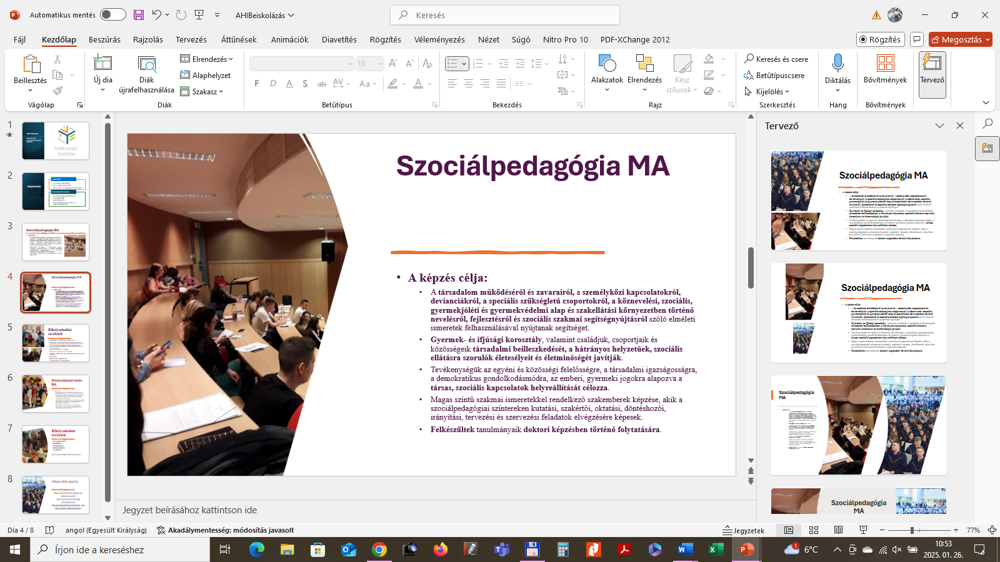 Automatikus mentés
AHIBeiskolázás
Keresés
Fájl
Kezdőlap
Beszúrás
Rajzolás
Tervezés
Áttűnések
Animációk
Diavetítés
Rögzítés
Véleményezés
Nézet
Súgó
Nitro Pro 10
PDF-XChange 2012
Rögzítés
Megosztás
Beillesztés
Vágólap
Új dia
Diák újrafelhasználása
Elrendezés
Alaphelyzet
Szakasz
Diák
13
F D A S ab AV Aa A
Betűtípus
Bekezdés
Alakzatok
Elrendezés
Kész stílusok
Rajz
Keresés és csere
Betűtípuscsere
Kijelölés
Szerkesztés
Diktálás
Hang
Bővítmények
Bővítmények
Tervező
1
NYÍREGYHÁZI
EGYETEM
2
3
Szociálpedagógia BA
4
Szociálpedagógia MA
5
Elhelyezkedési
területek
6
Közösségszervezés
BA
7
Elhelyezkedési
területek
8
https://ahi.nye.hu
Szociálpedagógia MA
• A képzés célja:
• A társadalom működéséről és zavarairól, a személyközi kapcsolatokról,
devianciákról, a speciális szükségletű csoportokról, a köznevelési, szociális,
gyermekjóléti és gyermekvédelmi alap és szakellátási környezetben történő
nevelésről, fejlesztésről és szociális szakmai segítségnyújtásról szóló elméleti
ismeretek felhasználásával nyújtanak segítséget.
• Gyermek- és ifjúsági korosztály, valamint családjuk, csoportjaik és
közösségeik társadalmi beilleszkedését, a hátrányos helyzetűek, szociális
ellátásra szorulók életesélyeit és életminőségét javítják.
• Tevékenységük az egyéni és közösségi felelősségre, a társadalmi igazságosságra,
a demokratikus gondolkodásmódra, az emberi, gyermeki jogokra alapozva a
társas, szociális kapcsolatok helyreállítását célozza.
• Magas szintű szakmai ismeretekkel rendelkező szakemberek képzése, akik a
szociálpedagógiai színtereken kutatási, szakértői, oktatási, döntéshozói,
irányítási, tervezési és szervezési feladatok elvégzésére képesek.
• Felkészültek tanulmányaik doktori képzésben történő folytatására.
Tervező
Szociálpedagógia MA
Szociálpedagógia MA
Szociálpedagógia
MA
Szociálpedagógia
MA
Jegyzet beírásához kattintson ide
Dia 4 / 8
angol (Egyesült Királyság)
Akadálymentesség: módosítás javasolt
Jegyzetek
77%
Írjon ide a kereséshez
1
6°C
10:53
2025. 01. 26.